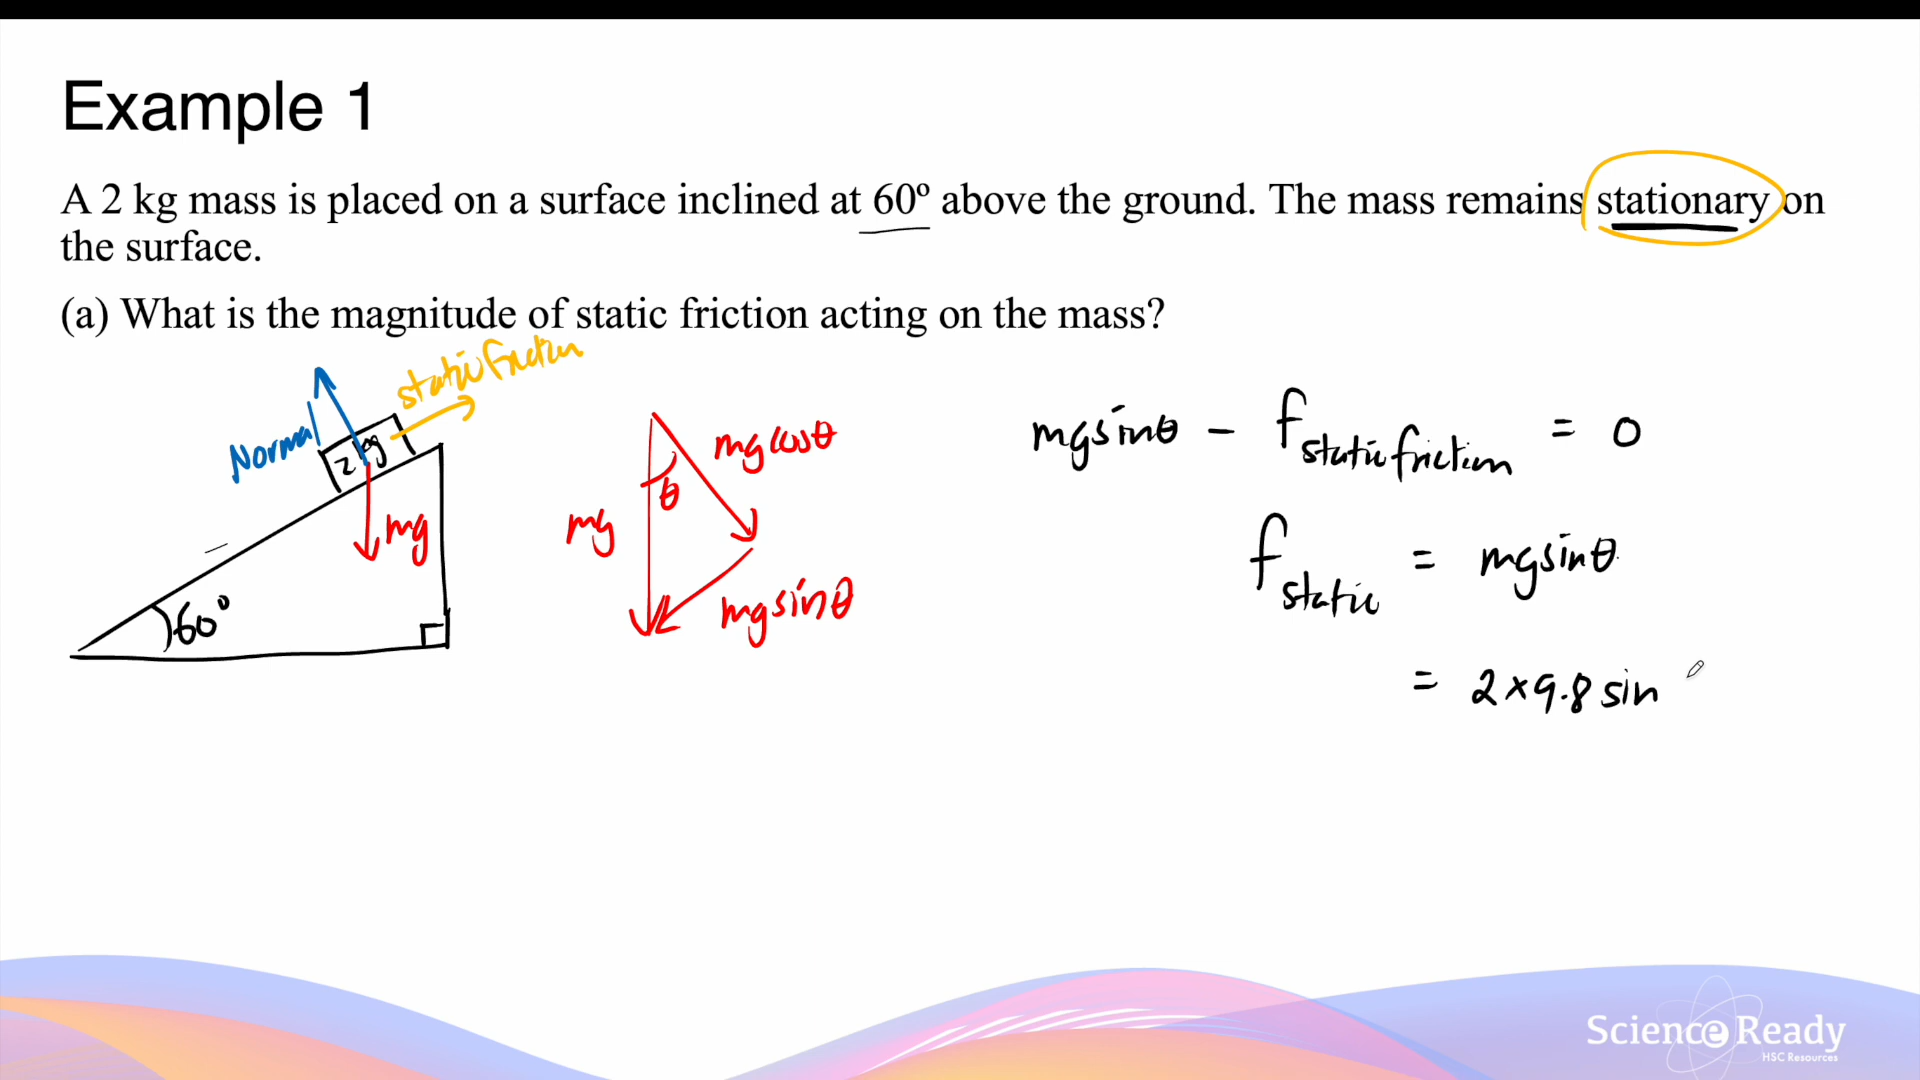 Example 1
A 2 kg mass is placed on a surface inclined at 60º above the ground. The mass remains stationary on
the surface.
(a) What is the magnitude of static friction acting on the mass?
static friction
Normal
2 kg
mg
60°
mg
θ
mg cosθ
mg sinθ
mg sinθ - f static friction = 0
f static = mg sinθ
= 2 × 9.8 sin
Science Ready
HSC Resources